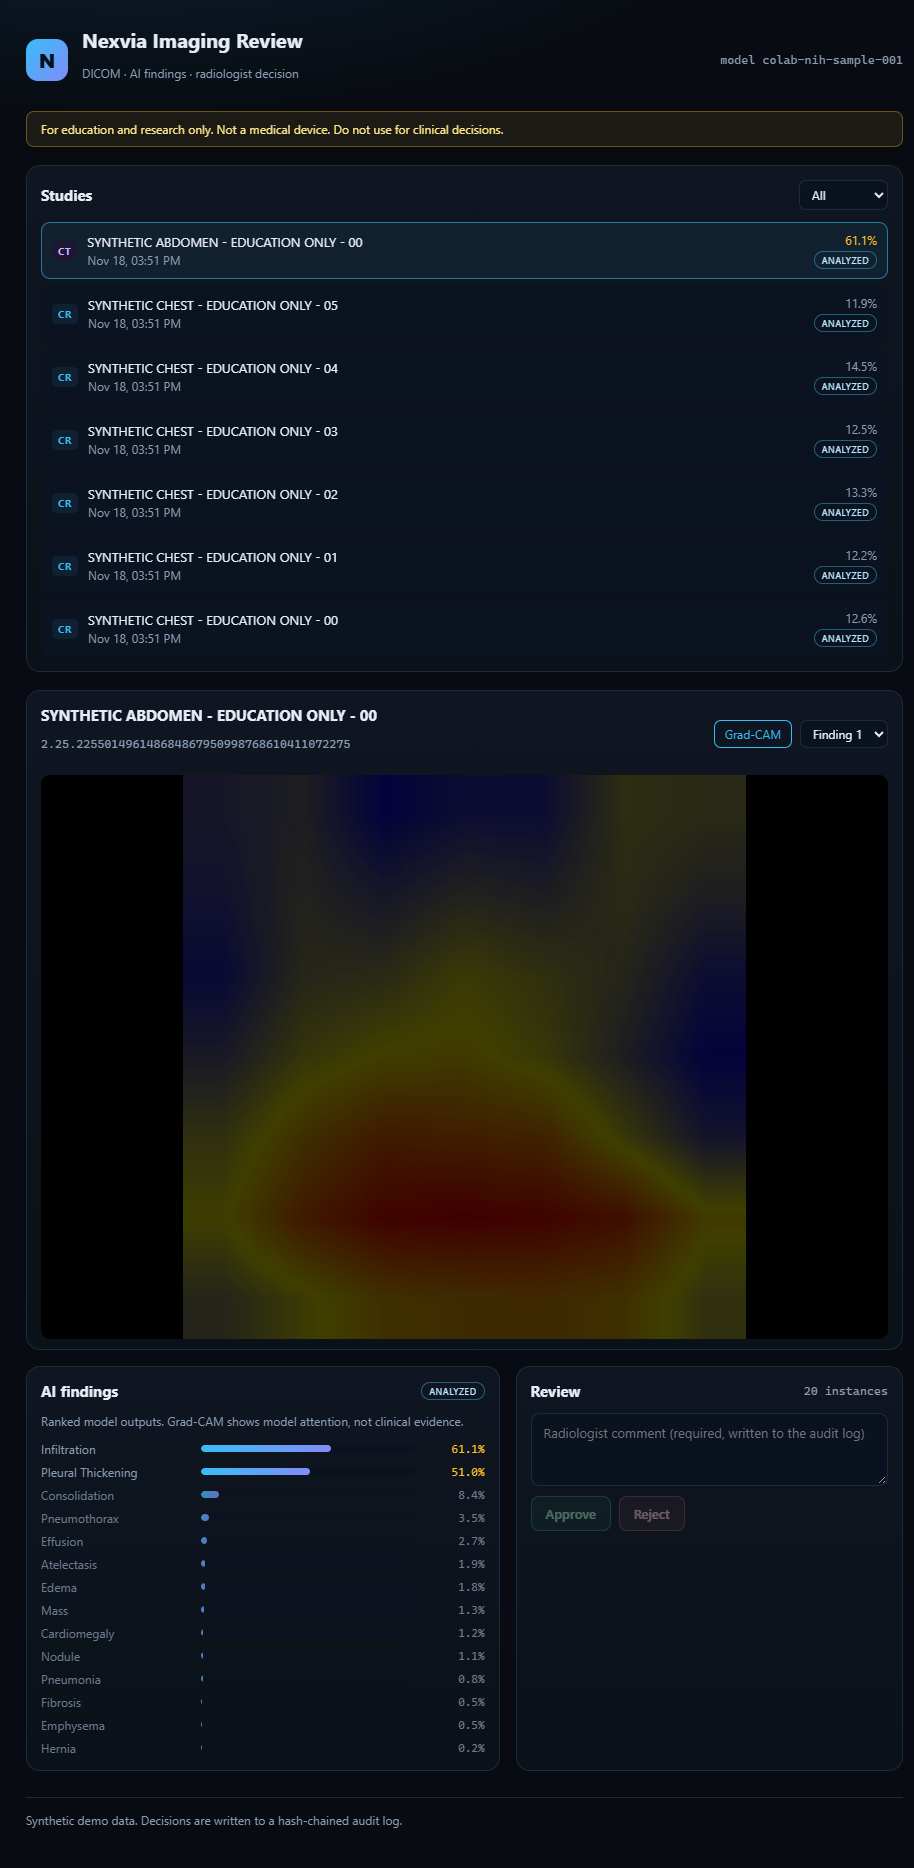 N
Nexvia Imaging Review
DICOM · AI findings · radiologist decision
model colab-nih-sample-001
For education and research only. Not a medical device. Do not use for clinical decisions.
Studies
All
CT
SYNTHETIC ABDOMEN - EDUCATION ONLY - 00
61.1%
Nov 18, 03:51 PM
ANALYZED
CR
SYNTHETIC CHEST - EDUCATION ONLY - 05
11.9%
Nov 18, 03:51 PM
ANALYZED
CR
SYNTHETIC CHEST - EDUCATION ONLY - 04
14.5%
Nov 18, 03:51 PM
ANALYZED
CR
SYNTHETIC CHEST - EDUCATION ONLY - 03
12.5%
Nov 18, 03:51 PM
ANALYZED
CR
SYNTHETIC CHEST - EDUCATION ONLY - 02
13.3%
Nov 18, 03:51 PM
ANALYZED
CR
SYNTHETIC CHEST - EDUCATION ONLY - 01
12.2%
Nov 18, 03:51 PM
ANALYZED
CR
SYNTHETIC CHEST - EDUCATION ONLY - 00
12.6%
Nov 18, 03:51 PM
ANALYZED
SYNTHETIC ABDOMEN - EDUCATION ONLY - 00
2.25.225501496148684867950998768610411072275
Grad-CAM
Finding 1
AI findings
ANALYZED
Ranked model outputs. Grad-CAM shows model attention, not clinical evidence.
Infiltration 61.1%
Pleural Thickening 51.0%
Consolidation 8.4%
Pneumothorax 3.5%
Effusion 2.7%
Atelectasis 1.9%
Edema 1.8%
Mass 1.3%
Cardiomegaly 1.2%
Nodule 1.1%
Pneumonia 0.8%
Fibrosis 0.5%
Emphysema 0.5%
Hernia 0.2%
Review
20 instances
Radiologist comment (required, written to the audit log)
Approve
Reject
Synthetic demo data. Decisions are written to a hash-chained audit log.